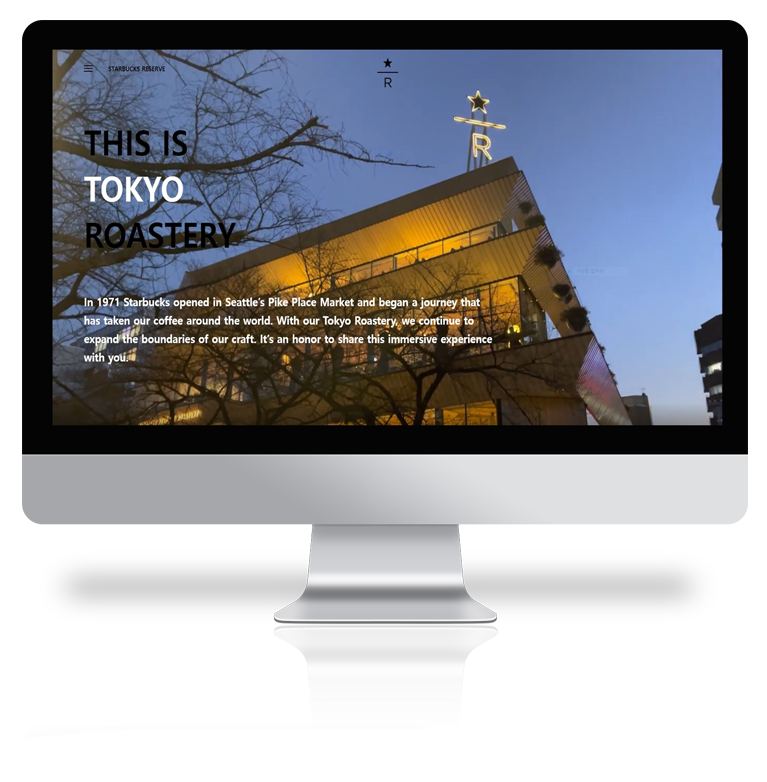 STARBUCKS RESERVE
R
R
THIS IS
TOKYO
ROASTERY
In 1971 Starbucks opened in Seattle's Pike Place Market and began a journey that
has taken our coffee around the world. With our Tokyo Roastery, we continue to
expand the boundaries of our craft. It's an honor to share this immersive experience
with you.